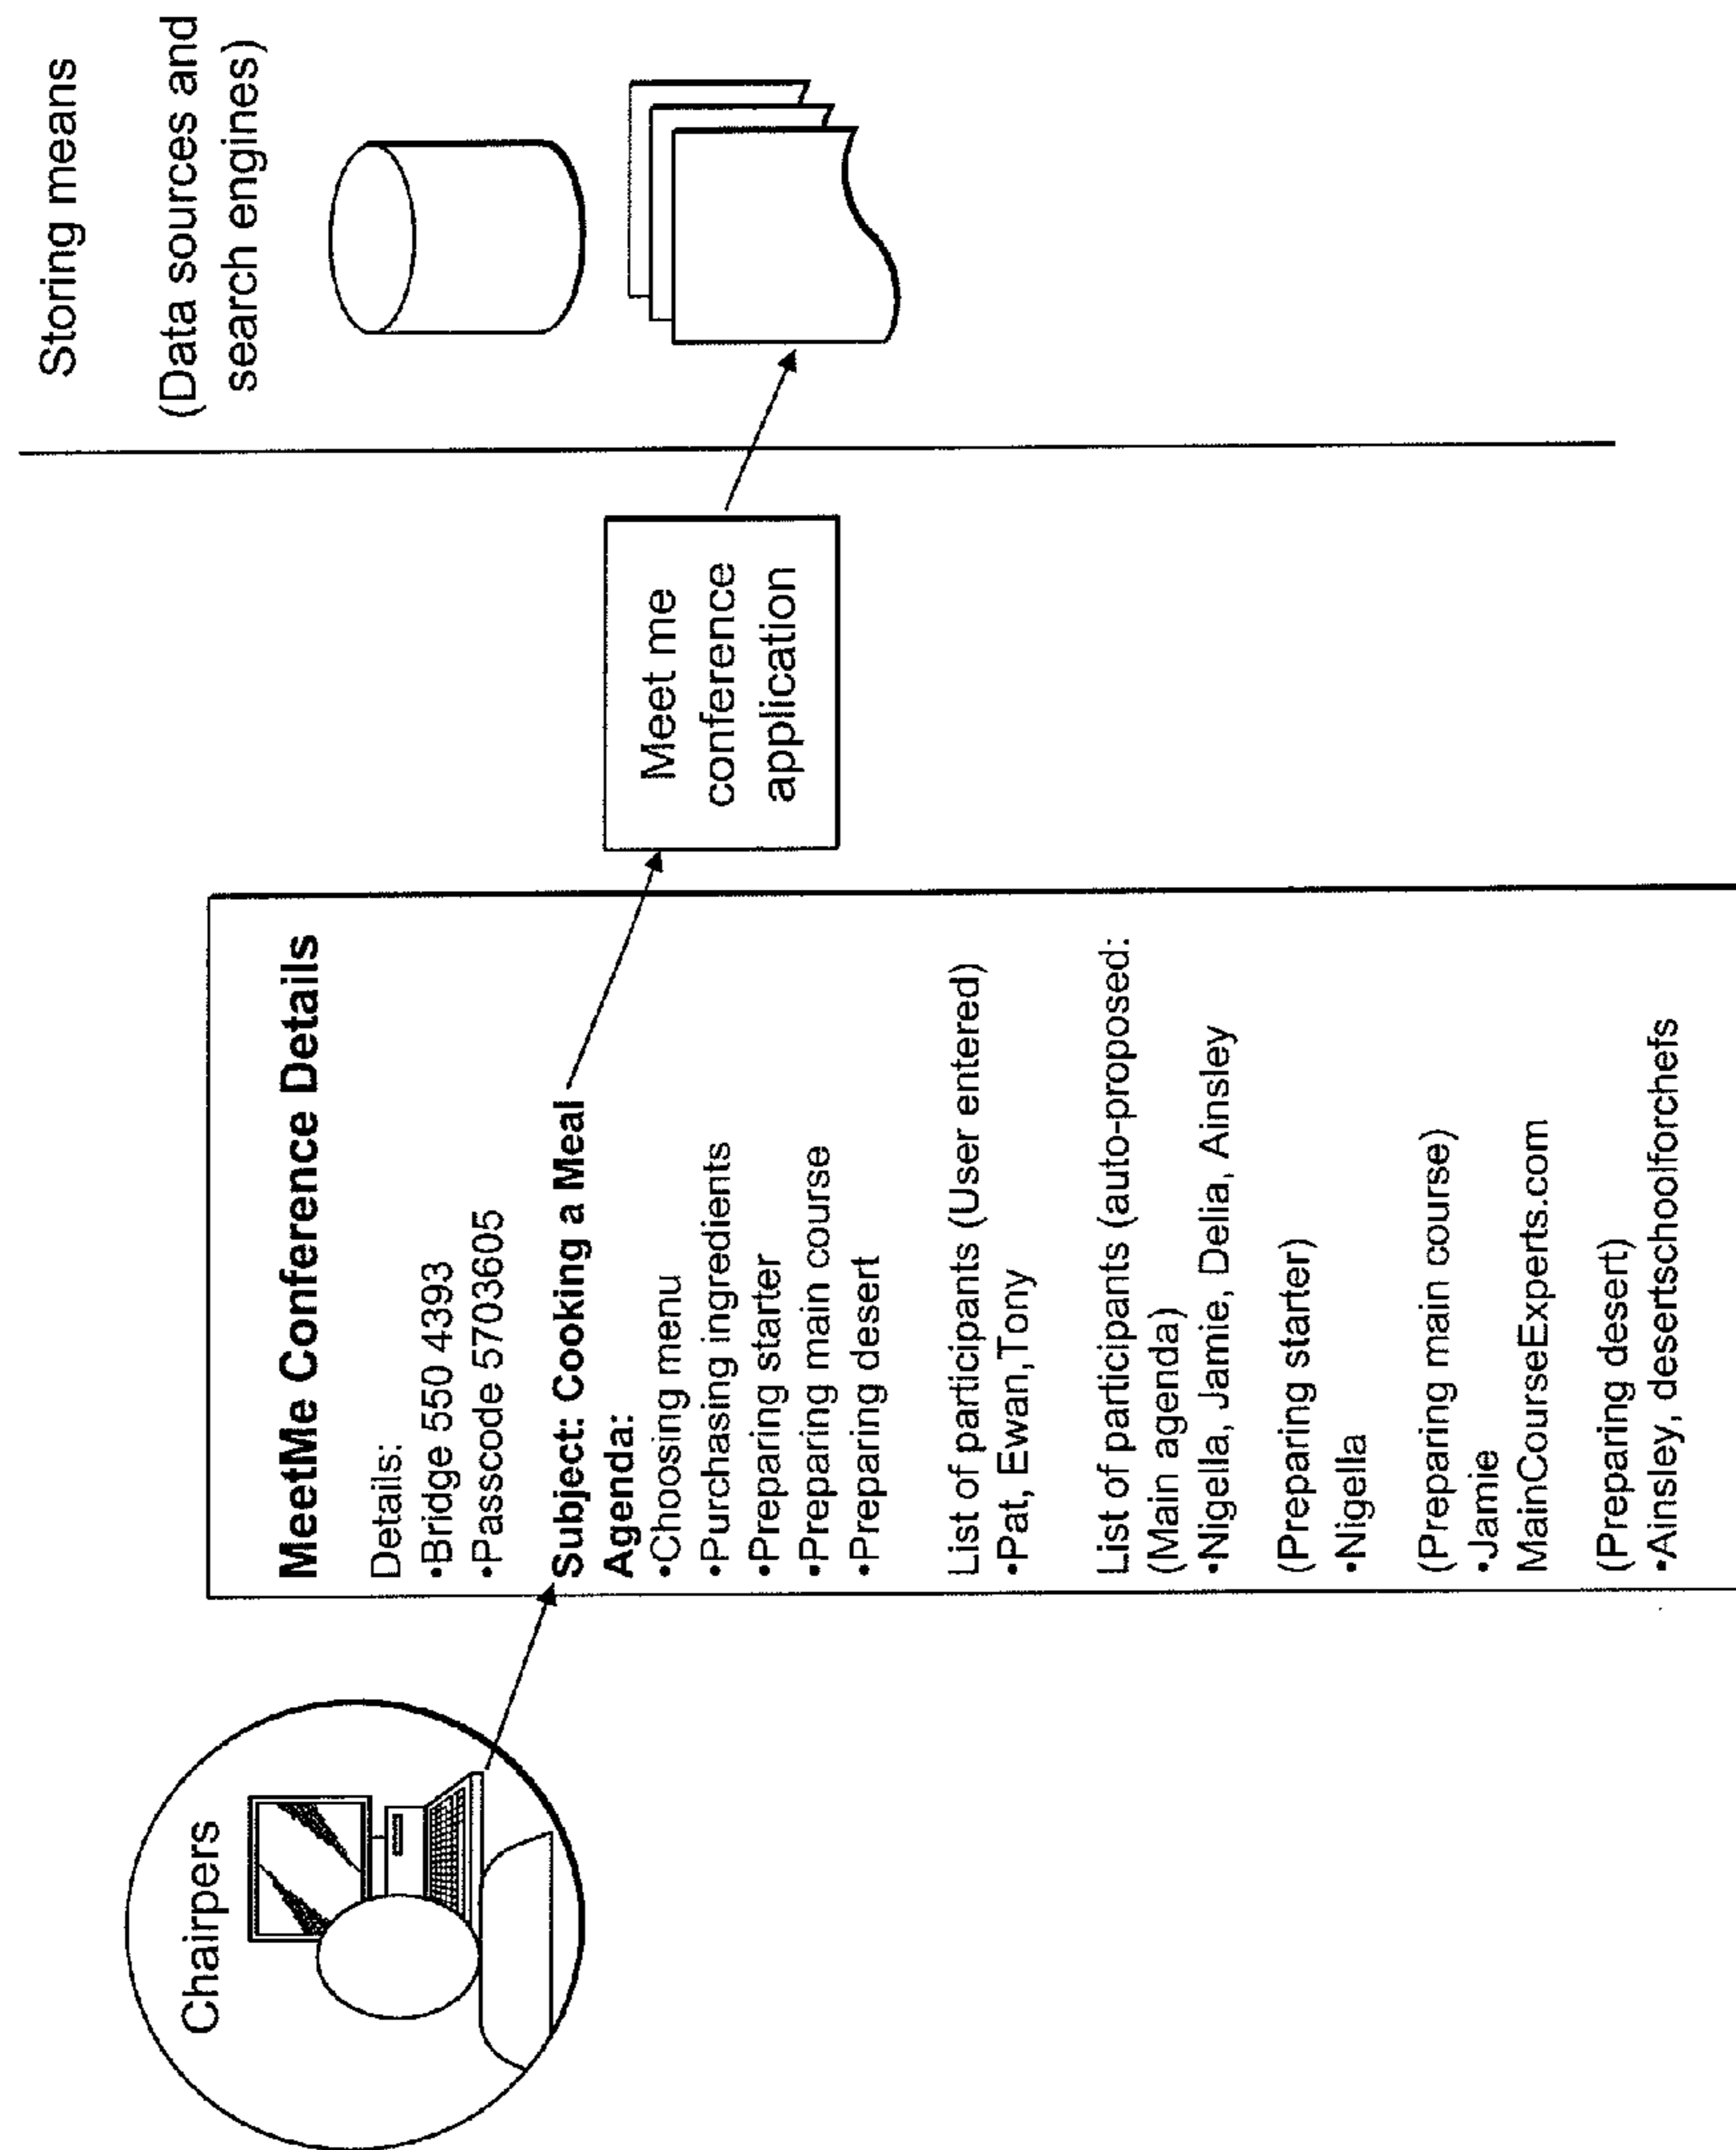 Chairpers
MeetMe Conference Details
Details:
•Bridge 550 4393
•Passcode 5703605
Subject: Cooking a Meal
Agenda:
•Choosing menu
•Purchasing ingredients
•Preparing starter
•Preparing main course
•Preparing desert
List of participants (User entered)
•Pat, Ewan,Tony
List of participants (auto-proposed:
(Main agenda)
•Nigella, Jamie, Delia, Ainsley
(Preparing starter)
•Nigella
(Preparing main course)
•Jamie
MainCourseExperts.com
(Preparing desert)
•Ainsley, desertschoolforchefs
Meet me
conference
application
Storing means
(Data sources and
search engines)